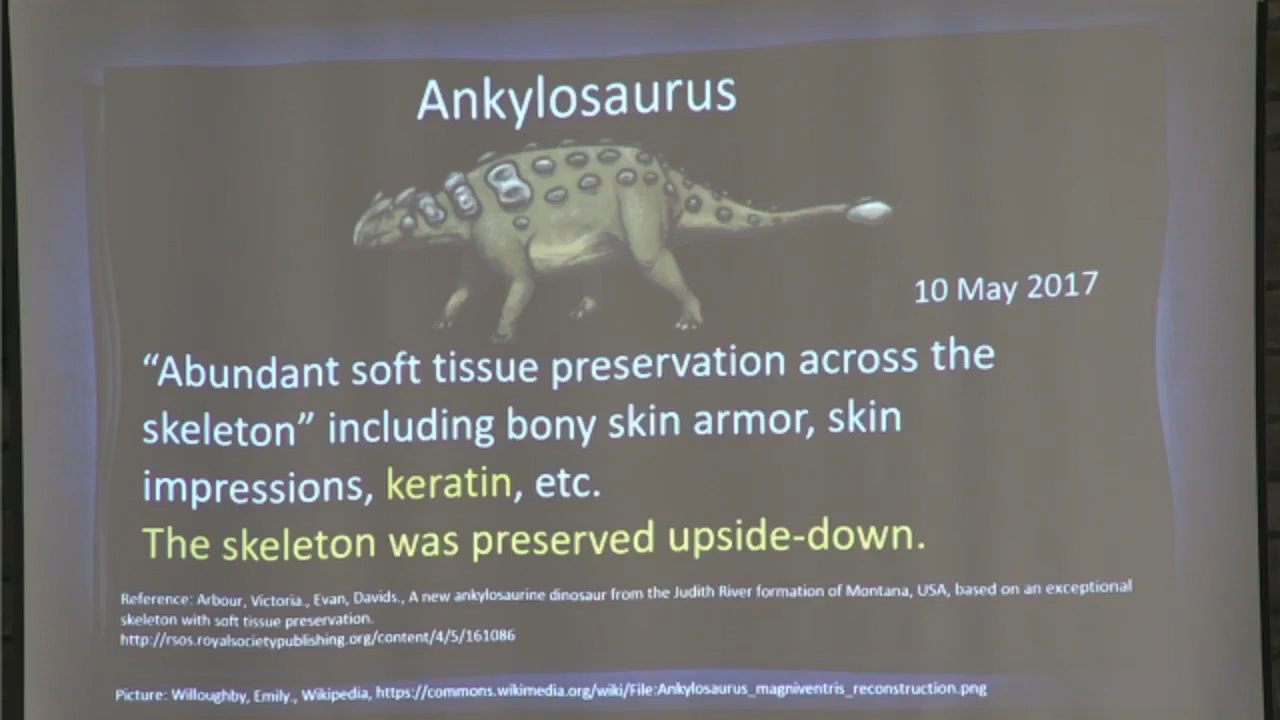 Ankylosaurus
10 May 2017
“Abundant soft tissue preservation across the
skeleton” including bony skin armor, skin
impressions, keratin, etc.
The skeleton was preserved upside-down.
Reference: Arbour, Victoria., Evan, Davids., A new ankylosaurine dinosaur from the Judith River formation of Montana, USA, based on an exceptional
skeleton with soft tissue preservation.
http://rsos.royalsocietypublishing.org/content/4/5/161086
Picture: Willoughby, Emily., Wikipedia, https://commons.wikimedia.org/wiki/File:Ankylosaurus_magniventris_reconstruction.png